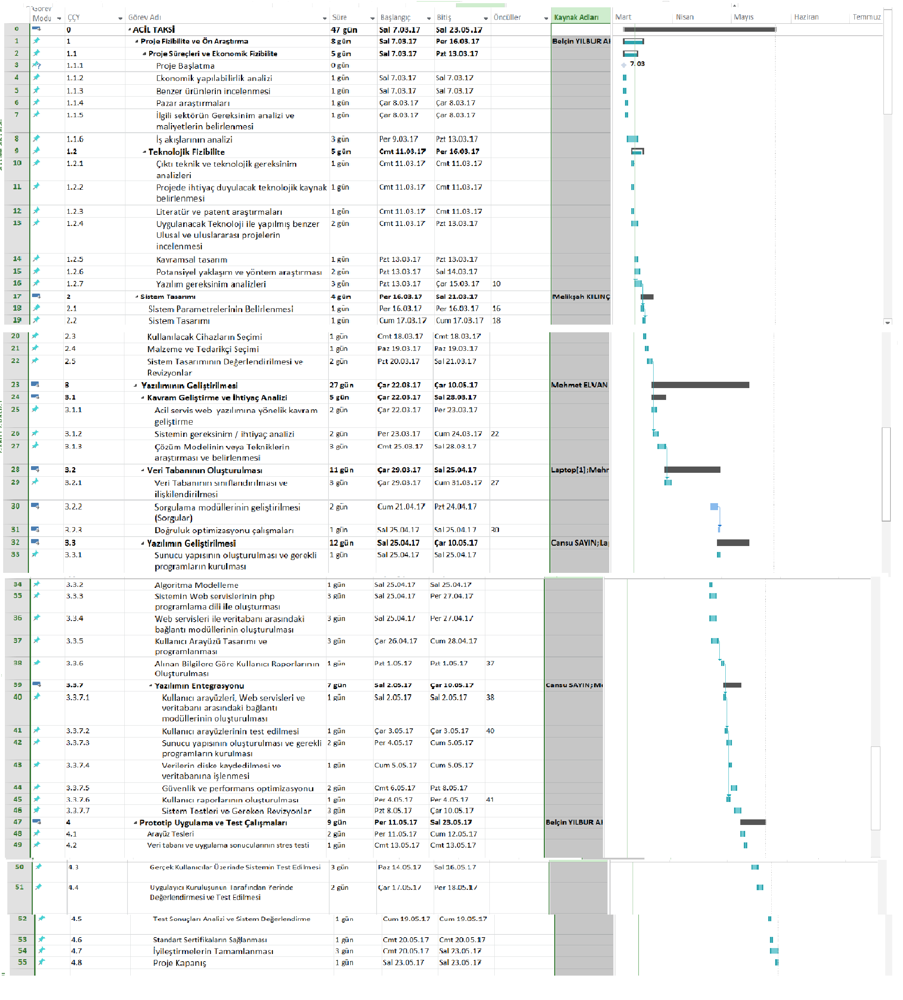 Görev
Modu ÇÇY Görev Adı Süre Başlangıç Bitiş Öncüller Kaynak Adları Mart Nisan Mayıs Haziran Temmuz
0 0 ACİL TAKSİ 47 gün Sal 7.03.17 Sal 23.05.17
1 1 Proje Fizibilite ve Ön Araştırma 8 gün Sal 7.03.17 Per 16.03.17 Belçin YILBUR
2 1.1 Proje Süreçleri ve Ekonomik Fizibilite 5 gün Sal 7.03.17 Pzt 13.03.17
3 1.1.1 Proje Başlatma 0 gün 7.03
4 1.1.2 Ekonomik yapılabilirlik analizi 1 gün Sal 7.03.17 Sal 7.03.17
5 1.1.3 Benzer ürünlerin incelenmesi 1 gün Sal 7.03.17 Sal 7.03.17
6 1.1.4 Pazar araştırmaları 1 gün Çar 8.03.17 Çar 8.03.17
7 1.1.5 İlgili sektörün Gereksinim analizi ve 1 gün Çar 8.03.17 Çar 8.03.17
maliyetlerin belirlenmesi
8 1.1.6 İş akışlarının analizi 3 gün Per 9.03.17 Pzt 13.03.17
9 1.2 Teknolojik Fizibilite 5 gün Cmt 11.03.17 Per 16.03.17
10 1.2.1 Çıktı teknik ve teknolojik gereksinim 1 gün Cmt 11.03.17 Cmt 11.03.17
analizleri
11 1.2.2 Projede ihtiyaç duyulacak teknolojik kaynak 1 gün Cmt 11.03.17 Cmt 11.03.17
belirlenmesi
12 1.2.3 Literatür ve patent araştırmaları 1 gün Cmt 11.03.17 Cmt 11.03.17
13 1.2.4 Uygulanacak Teknoloji ile yapılmış benzer 2 gün Cmt 11.03.17 Pzt 13.03.17
Ulusal ve uluslararası projelerin
incelenmesi
14 1.2.5 Kavramsal tasarım 1 gün Pzt 13.03.17 Pzt 13.03.17
15 1.2.6 Potansiyel yaklaşım ve yöntem araştırması 2 gün Pzt 13.03.17 Sal 14.03.17
16 1.2.7 Yazılım gereksinim analizleri 3 gün Pzt 13.03.17 Çar 15.03.17 10
17 2 Sistem Tasarımı 4 gün Per 16.03.17 Sal 21.03.17 Melikşah KILINÇ
18 2.1 Sistem Parametrelerinin Belirlenmesi 1 gün Per 16.03.17 Per 16.03.17 16
19 2.2 Sistem Tasarımı 1 gün Cum 17.03.17 Cum 17.03.17 18
20 2.3 Kullanılacak Cihazların Seçimi 1 gün Cmt 18.03.17 Cmt 18.03.17
21 2.4 Malzeme ve Tedarikçi Seçimi 1 gün Paz 19.03.17 Paz 19.03.17
22 2.5 Sistem Tasarımının Değerlendirilmesi ve 2 gün Pzt 20.03.17 Sal 21.03.17
Revizyonlar
23 3 Yazılımının Geliştirilmesi 27 gün Çar 22.03.17 Çar 10.05.17 Mehmet ELVAN
24 3.1 Kavram Geliştirme ve İhtiyaç Analizi 5 gün Çar 22.03.17 Sal 28.03.17
25 3.1.1 Acil servis web yazılımına yönelik kavram 2 gün Çar 22.03.17 Per 23.03.17
geliştirme
26 3.1.2 Sistemin gereksinim / ihtiyaç analizi 2 gün Per 23.03.17 Cum 24.03.17 22
27 3.1.3 Çözüm Modelinin veya Tekniklerin 3 gün Cmt 25.03.17 Sal 28.03.17
araştırması ve belirlenmesi
28 3.2 Veri Tabanının Oluşturulması 11 gün Çar 29.03.17 Sal 25.04.17 Laptop[1];Mehr
29 3.2.1 Veri Tabanının sınıflandırılması ve 3 gün Çar 29.03.17 Cum 31.03.17 27
ilişkilendirilmesi
30 3.2.2 Sorgulama modüllerinin geliştirilmesi 2 gün Cum 21.04.17 Pzt 24.04.17
(Sorgular)
31 3.2.3 Doğruluk optimizasyonu çalışmaları 1 gün Sal 25.04.17 Sal 25.04.17 30
32 3.3 Yazılımın Geliştirilmesi 12 gün Sal 25.04.17 Çar 10.05.17 Cansu SAYIN;La
33 3.3.1 Sunucu yapısının oluşturulması ve gerekli 1 gün Sal 25.04.17 Sal 25.04.17
programların kurulması
34 3.3.2 Algoritma Modelleme 1 gün Sal 25.04.17 Sal 25.04.17
35 3.3.3 Sistemin Web servislerinin php 3 gün Sal 25.04.17 Per 27.04.17
programlama dili ile oluşturması
36 3.3.4 Web servisleri ile veritabanı arasındaki 3 gün Sal 25.04.17 Per 27.04.17
bağlantı modüllerinin oluşturulması
37 3.3.5 Kullanıcı Arayüzü Tasarımı ve 3 gün Çar 26.04.17 Cum 28.04.17
programlanması
38 3.3.6 Alınan Bilgilere Göre Kullanıcı Raporlarının 1 gün Pzt 1.05.17 Pzt 1.05.17 37
Oluşturulması
39 3.3.7 Yazılımın Entegrasyonu 7 gün Sal 2.05.17 Çar 10.05.17 Cansu SAYIN;Me
40 3.3.7.1 Kullanıcı arayüzleri, Web servisleri ve 1 gün Sal 2.05.17 Sal 2.05.17 38
veritabanı arasındaki bağlantı
modüllerinin oluşturulması
41 3.3.7.2 Kullanıcı arayüzlerinin test edilmesi 1 gün Çar 3.05.17 Çar 3.05.17 40
42 3.3.7.3 Sunucu yapısının oluşturulması ve gerekli 2 gün Per 4.05.17 Cum 5.05.17
programların kurulması
43 3.3.7.4 Verilerin diske kaydedilmesi ve 1 gün Cum 5.05.17 Cum 5.05.17
veritabanına işlenmesi
44 3.3.7.5 Güvenlik ve performans optimizasyonu 2 gün Cmt 6.05.17 Pzt 8.05.17
45 3.3.7.6 Kullanıcı raporlarının oluşturulması 1 gün Per 4.05.17 Per 4.05.17 41
46 3.3.7.7 Sistem Testleri ve Gereken Revizyonlar 3 gün Pzt 8.05.17 Çar 10.05.17
47 4 Prototip Uygulama ve Test Çalışmaları 9 gün Per 11.05.17 Sal 23.05.17 Belçin YILBUR
48 4.1 Arayüz Tesleri 2 gün Per 11.05.17 Cum 12.05.17
49 4.2 Veri tabanı ve uygulama sonucularının stres testi 1 gün Cmt 13.05.17 Cmt 13.05.17
50 4.3 Gerçek Kullanıcılar Üzerinde Sistemin Test Edilmesi 3 gün Paz 14.05.17 Sal 16.05.17
51 4.4 Uygulayıcı Kuruluşunun Tarafından Yerinde 2 gün Çar 17.05.17 Per 18.05.17
Değerlendirmesi ve Test Edilmesi
52 4.5 Test Sonuçları Analizi ve Sistem Değerlendirme 1 gün Cum 19.05.17 Cum 19.05.17
53 4.6 Standart Sertifikaların Sağlanması 1 gün Cmt 20.05.17 Cmt 20.05.17
54 4.7 İyileştirmelerin Tamamlanması 3 gün Cmt 20.05.17 Sal 23.05.17
55 4.8 Proje Kapanış 1 gün Sal 23.05.17 Sal 23.05.17